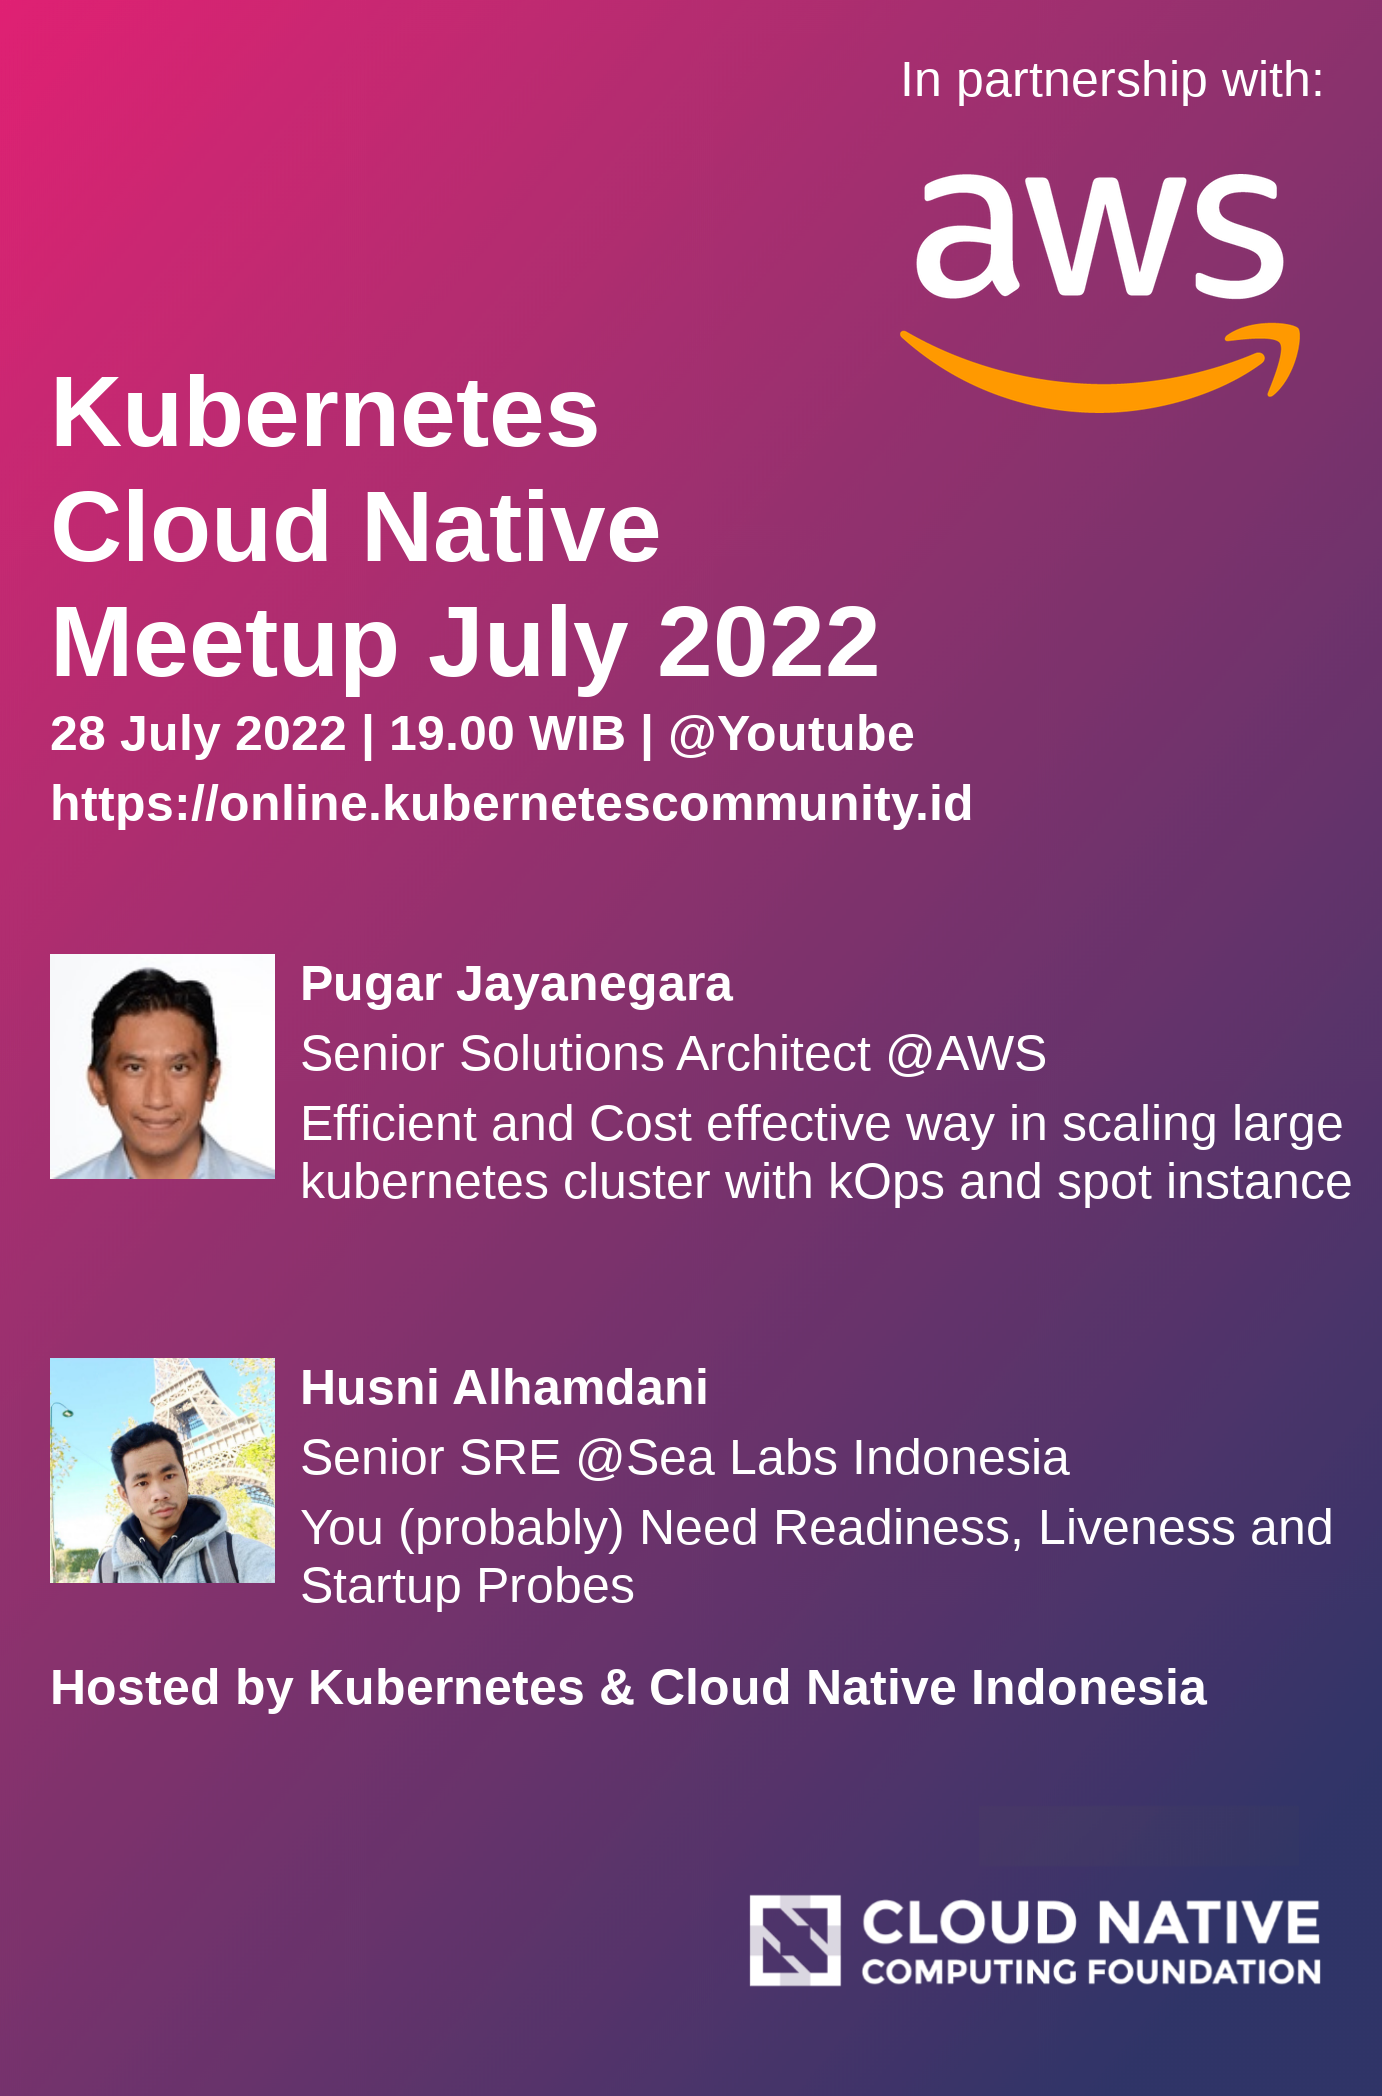 In partnership with:
aws
Kubernetes
Cloud Native
Meetup July 2022
28 July 2022 | 19.00 WIB | @Youtube
https://online.kubernetescommunity.id
Pugar Jayanegara
Senior Solutions Architect @AWS
Efficient and Cost effective way in scaling large
kubernetes cluster with kOps and spot instance
Husni Alhamdani
Senior SRE @Sea Labs Indonesia
You (probably) Need Readiness, Liveness and
Startup Probes
Hosted by Kubernetes & Cloud Native Indonesia
CLOUD NATIVE
COMPUTING FOUNDATION